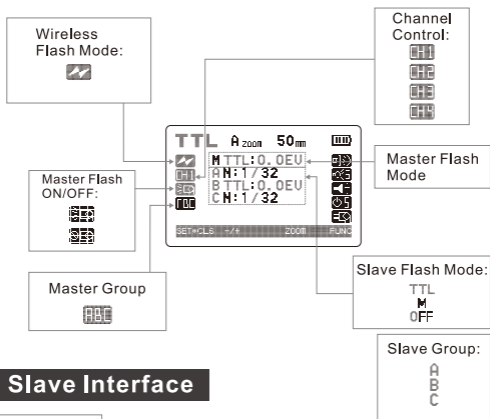 Wireless
Flash Mode:
Channel
Control:
CH1
CH2
CH3
CH4
TTL A ZOOM 50mm
M TTL:0.0EV
CH1
A N:1/32
B TTL:0.0EV
C N:1/32
SET=CLS -/+ ZOOM FUNC
Master Flash
Mode
Master Flash
ON/OFF:
Master Group
ABC
Slave Flash Mode:
TTL
M
OFF
Slave Group:
A
B
C
Slave Interface